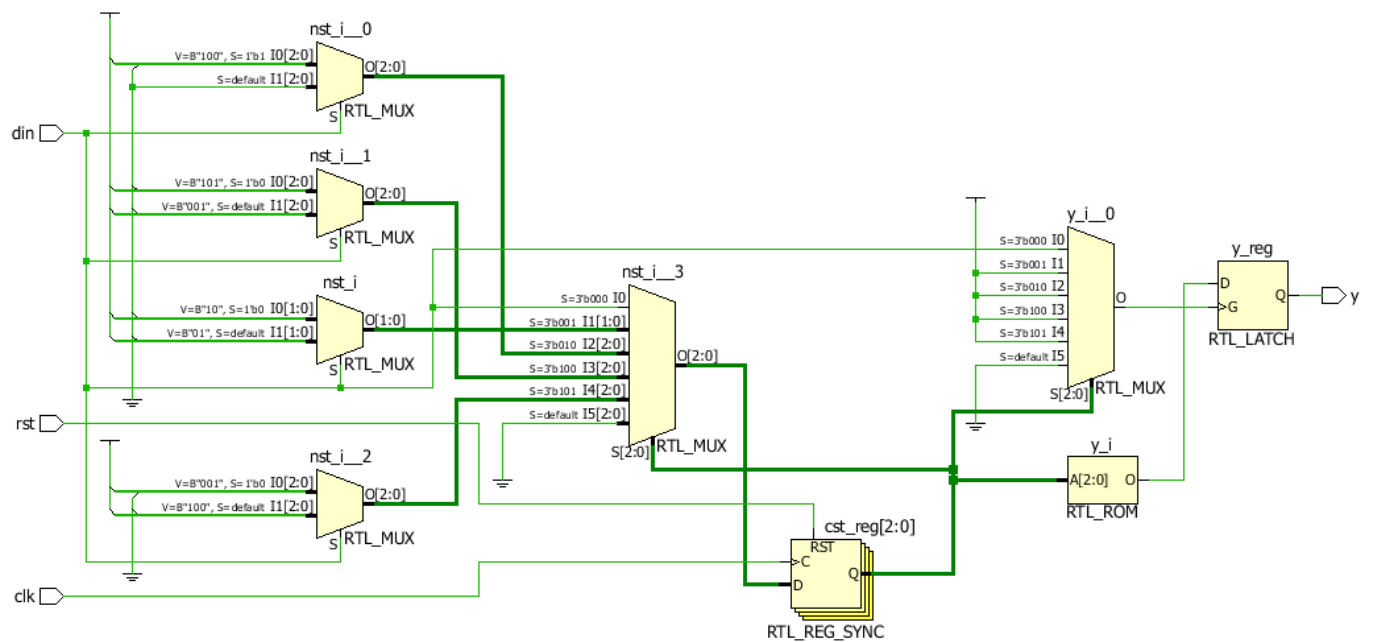 nst_i__0
V=B"100", S=1'b1 I0[2:0]
S=default I1[2:0]
O[2:0]
S
RTL_MUX
din
nst_i__1
V=B"101", S=1'b0 I0[2:0]
V=B"001", S=default I1[2:0]
O[2:0]
S
RTL_MUX
nst_i
V=B"10", S=1'b0 I0[1:0]
V=B"01", S=default I1[1:0]
O[1:0]
S
RTL_MUX
rst
nst_i__2
V=B"001", S=1'b0 I0[2:0]
V=B"100", S=default I1[2:0]
O[2:0]
S
RTL_MUX
clk
nst_i__3
S=3'b000 I0
S=3'b001 I1[1:0]
S=3'b010 I2[2:0]
S=3'b100 I3[2:0]
S=3'b101 I4[2:0]
S=default I5[2:0]
O[2:0]
S[2:0]
RTL_MUX
cst_reg[2:0]
RST
C
D
Q
RTL_REG_SYNC
y_i__0
S=3'b000 I0
S=3'b001 I1
S=3'b010 I2
S=3'b100 I3
S=3'b101 I4
S=default I5
O
S[2:0]
RTL_MUX
y_i
A[2:0]
O
RTL_ROM
y_reg
D
G
Q
RTL_LATCH
y